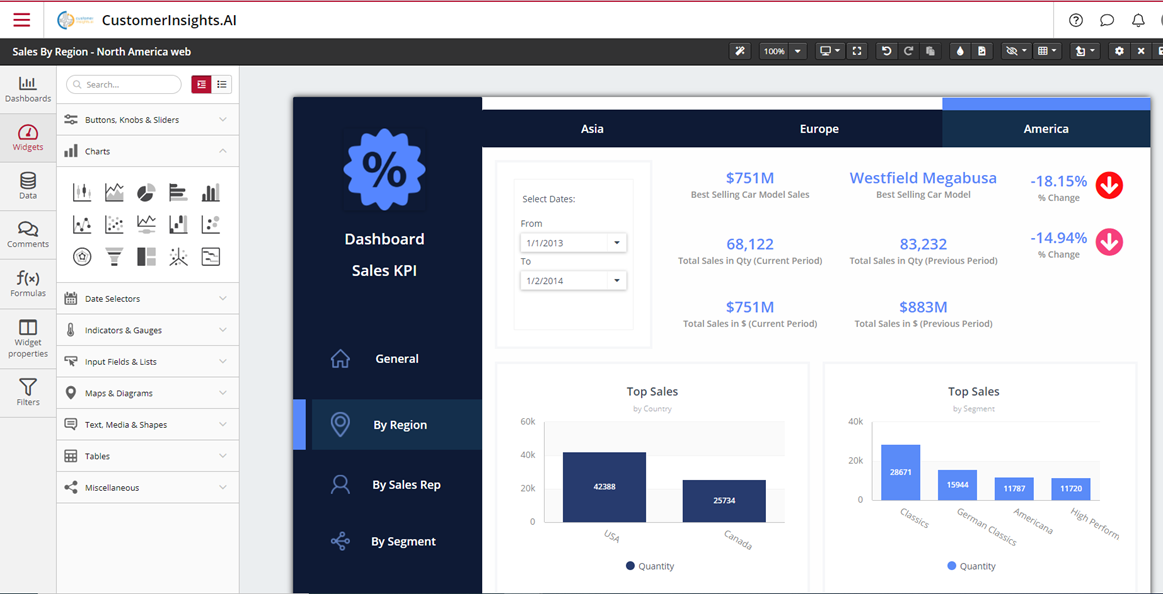 CustomerInsights.AI
Sales By Region - North America web
100%
Dashboards
Widgets
Data
Comments
f(x)
Formulas
Widget
properties
Filters
Search...
Buttons, Knobs & Sliders
Charts
Date Selectors
Indicators & Gauges
Input Fields & Lists
Maps & Diagrams
Text, Media & Shapes
Tables
Miscellaneous
%
Dashboard
Sales KPI
General
By Region
By Sales Rep
By Segment
Asia
Europe
America
Select Dates:
From
1/1/2013
To
1/2/2014
$751M
Best Selling Car Model Sales
Westfield Megabusa
Best Selling Car Model
-18.15%
% Change
68,122
Total Sales in Qty (Current Period)
83,232
Total Sales in Qty (Previous Period)
-14.94%
% Change
$751M
Total Sales in $ (Current Period)
$883M
Total Sales in $ (Previous Period)
Top Sales
by Country
60k
40k
20k
0
42388
25734
USA
Canada
Quantity
Top Sales
by Segment
40k
20k
0
28671
15944
11787
11720
Classics
German Classics
Americana
High Perform
Quantity